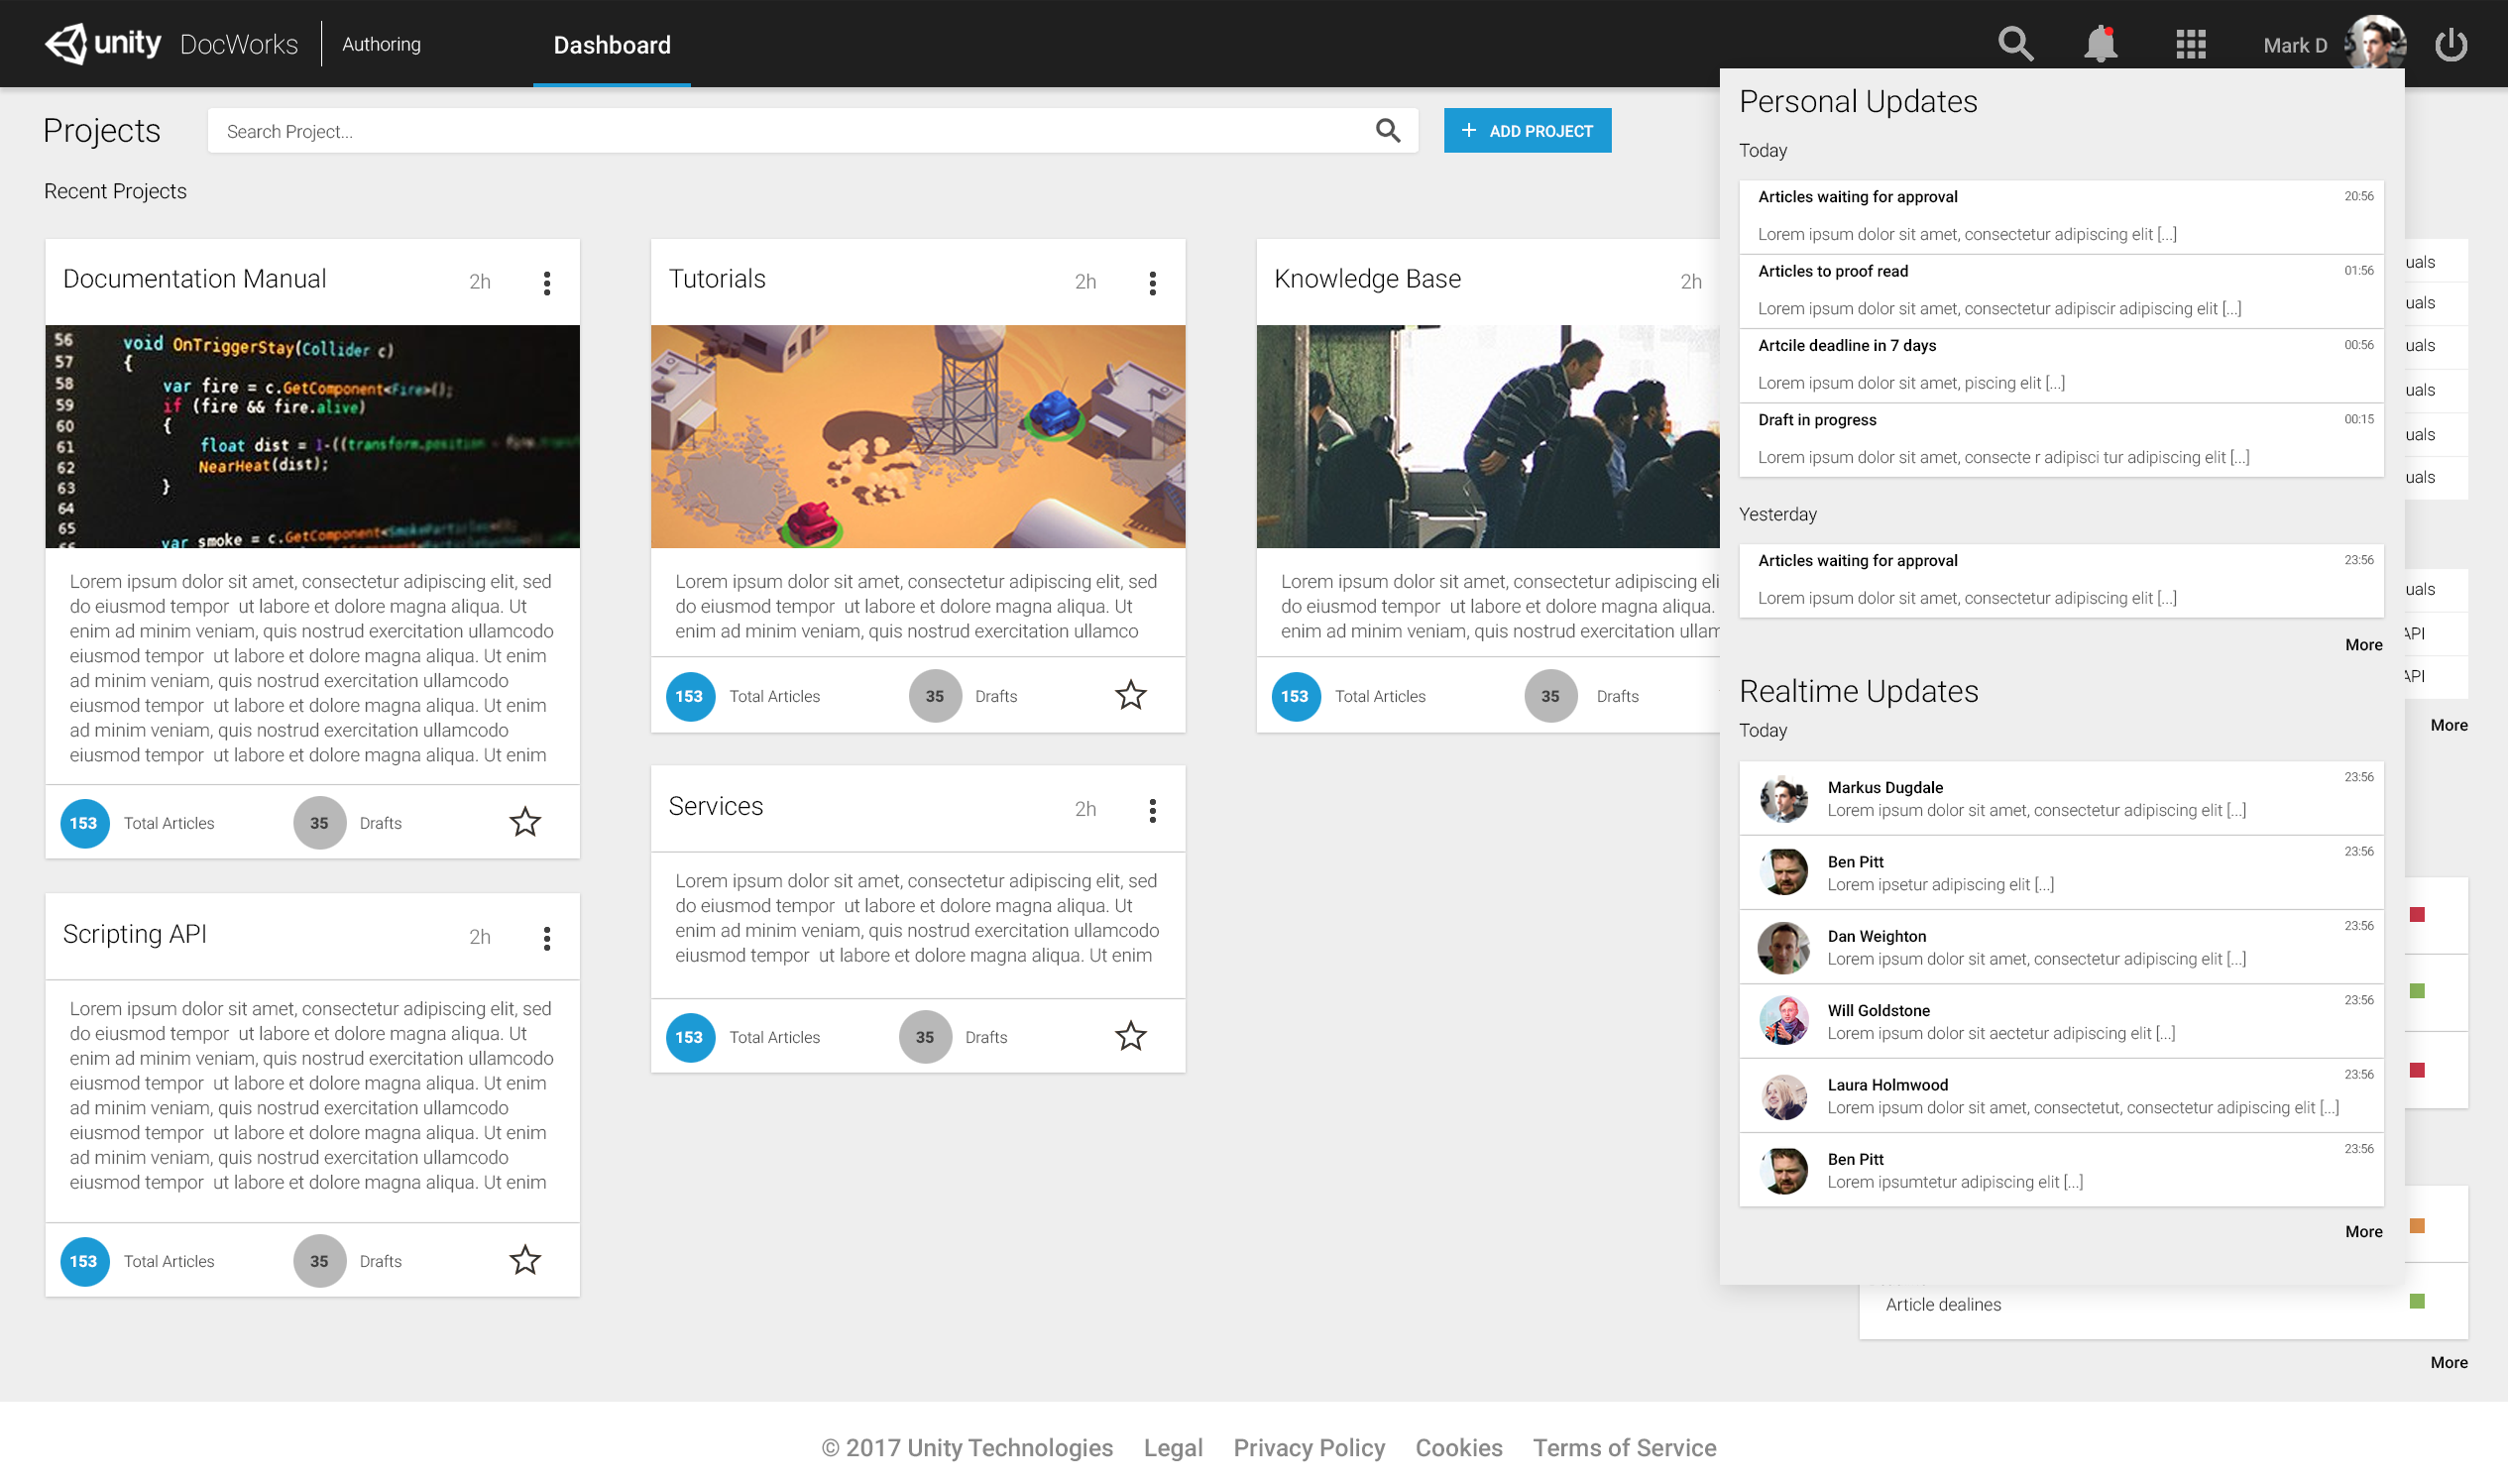 unity DocWorks Authoring Dashboard Mark D
Projects
Search Project...
+ ADD PROJECT
Recent Projects
Documentation Manual 2h
56 void OnTriggerStay(Collider c)
57 {
58 var fire = c.GetComponent<Fire>();
59 if (fire && fire.alive)
60 {
61 float dist = 1-((transform.position - fire.
62 NearHeat(dist);
63 }
64
65
66 var smoke = c.GetComponent<SmokeParticles>();
Lorem ipsum dolor sit amet, consectetur adipiscing elit, sed
do eiusmod tempor ut labore et dolore magna aliqua. Ut
enim ad minim veniam, quis nostrud exercitation ullamcodo
eiusmod tempor ut labore et dolore magna aliqua. Ut enim
ad minim veniam, quis nostrud exercitation ullamcodo
eiusmod tempor ut labore et dolore magna aliqua. Ut enim
ad minim veniam, quis nostrud exercitation ullamcodo
eiusmod tempor ut labore et dolore magna aliqua. Ut enim
153 Total Articles 35 Drafts
Scripting API 2h
Lorem ipsum dolor sit amet, consectetur adipiscing elit, sed
do eiusmod tempor ut labore et dolore magna aliqua. Ut
enim ad minim veniam, quis nostrud exercitation ullamcodo
eiusmod tempor ut labore et dolore magna aliqua. Ut enim
ad minim veniam, quis nostrud exercitation ullamcodo
eiusmod tempor ut labore et dolore magna aliqua. Ut enim
ad minim veniam, quis nostrud exercitation ullamcodo
eiusmod tempor ut labore et dolore magna aliqua. Ut enim
153 Total Articles 35 Drafts
Tutorials 2h
Lorem ipsum dolor sit amet, consectetur adipiscing elit, sed
do eiusmod tempor ut labore et dolore magna aliqua. Ut
enim ad minim veniam, quis nostrud exercitation ullamco
153 Total Articles 35 Drafts
Services 2h
Lorem ipsum dolor sit amet, consectetur adipiscing elit, sed
do eiusmod tempor ut labore et dolore magna aliqua. Ut
enim ad minim veniam, quis nostrud exercitation ullamcodo
eiusmod tempor ut labore et dolore magna aliqua. Ut enim
153 Total Articles 35 Drafts
Knowledge Base 2h
Lorem ipsum dolor sit amet, consectetur adipiscing eli
do eiusmod tempor ut labore et dolore magna aliqua.
enim ad minim veniam, quis nostrud exercitation ullam
153 Total Articles 35 Drafts
Personal Updates
Today
Articles waiting for approval 20:56
Lorem ipsum dolor sit amet, consectetur adipiscing elit [...]
Articles to proof read 01:56
Lorem ipsum dolor sit amet, consectetur adipiscir adipiscing elit [...]
Artcile deadline in 7 days 00:56
Lorem ipsum dolor sit amet, piscing elit [...]
Draft in progress 00:15
Lorem ipsum dolor sit amet, consecte r adipisci tur adipiscing elit [...]
Yesterday
Articles waiting for approval 23:56
Lorem ipsum dolor sit amet, consectetur adipiscing elit [...]
More
Realtime Updates
Today
Markus Dugdale 23:56
Lorem ipsum dolor sit amet, consectetur adipiscing elit [...]
Ben Pitt 23:56
Lorem ipsetur adipiscing elit [...]
Dan Weighton 23:56
Lorem ipsum dolor sit amet, consectetur adipiscing elit [...]
Will Goldstone 23:56
Lorem ipsum dolor sit aectetur adipiscing elit [...]
Laura Holmwood 23:56
Lorem ipsum dolor sit amet, consectetut, consectetur adipiscing elit [...]
Ben Pitt 23:56
Lorem ipsumtetur adipiscing elit [...]
More
uals
uals
uals
uals
uals
uals
uals
API
API
More
Article dealines
More
© 2017 Unity Technologies Legal Privacy Policy Cookies Terms of Service